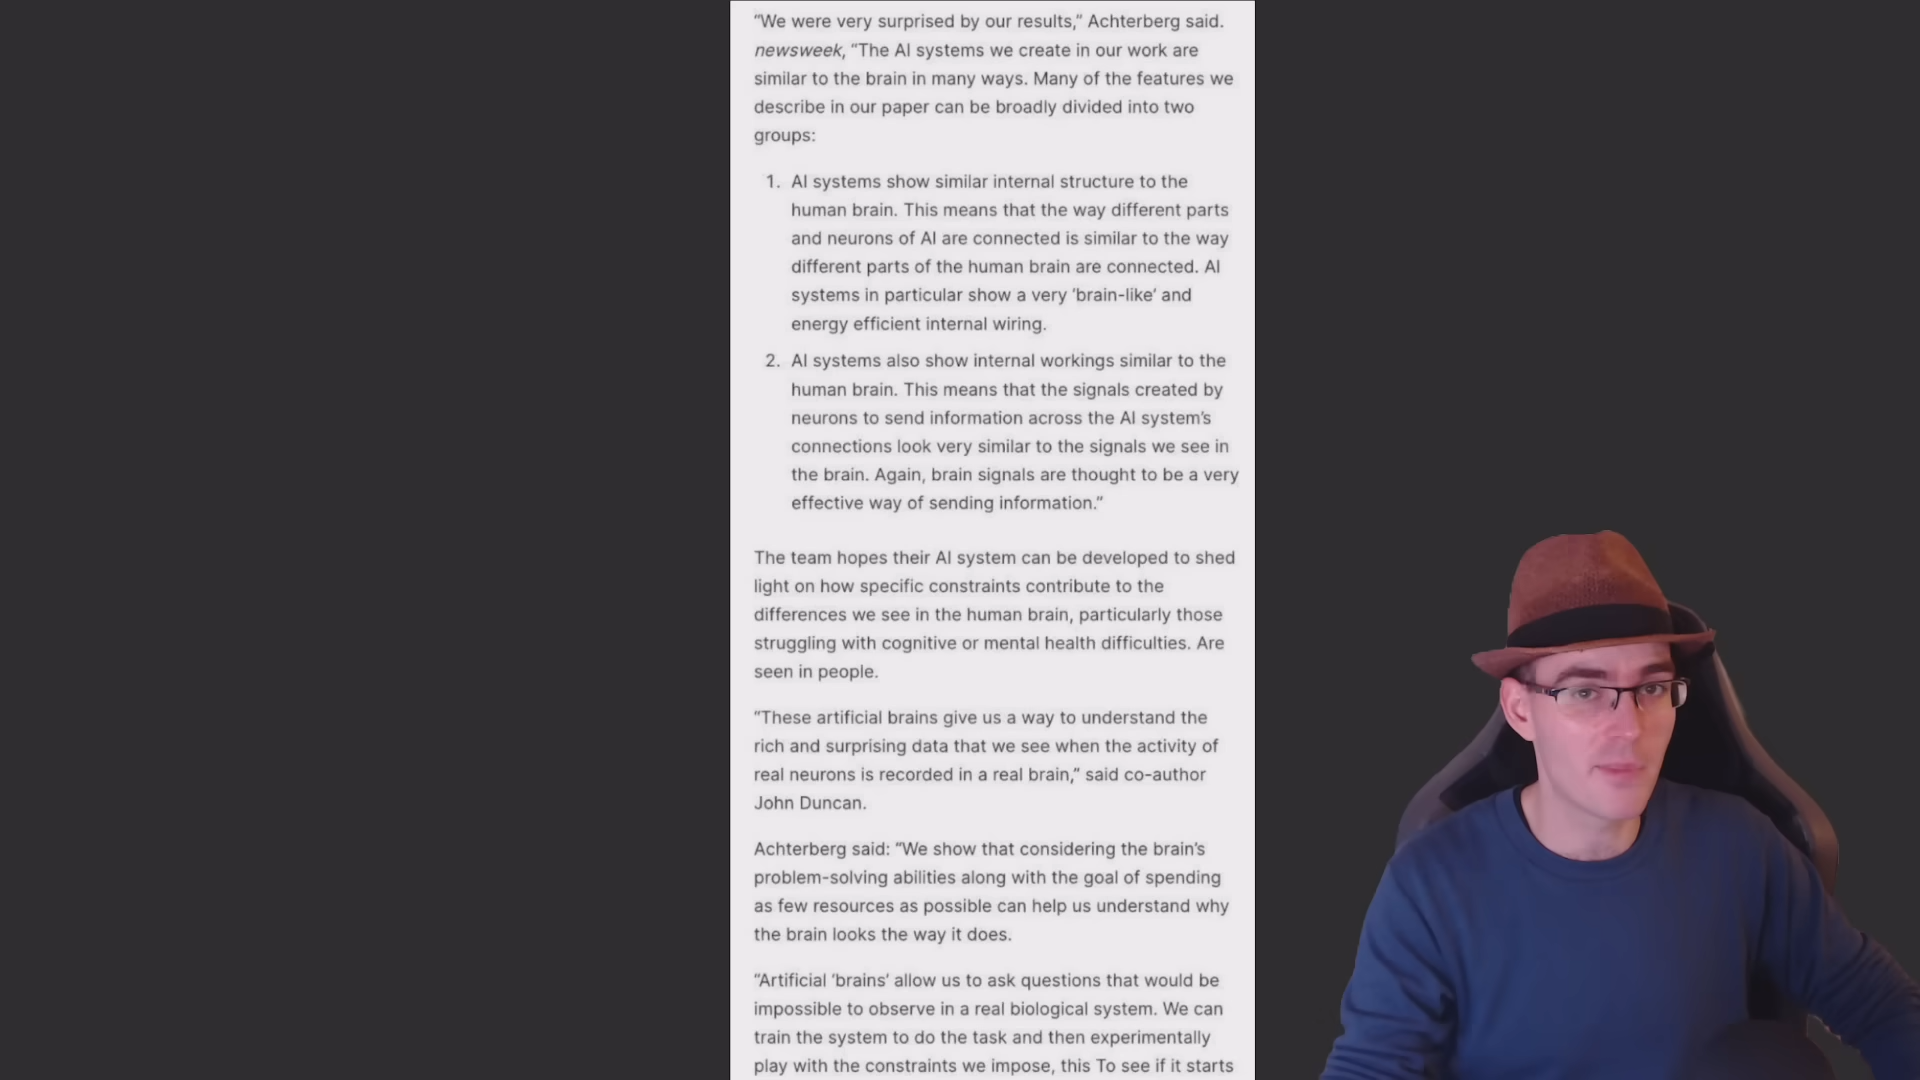 “We were very surprised by our results,” Achterberg said.
newsweek, “The AI systems we create in our work are
similar to the brain in many ways. Many of the features we
describe in our paper can be broadly divided into two
groups:
1. AI systems show similar internal structure to the
human brain. This means that the way different parts
and neurons of AI are connected is similar to the way
different parts of the human brain are connected. AI
systems in particular show a very ‘brain-like’ and
energy efficient internal wiring.
2. AI systems also show internal workings similar to the
human brain. This means that the signals created by
neurons to send information across the AI system’s
connections look very similar to the signals we see in
the brain. Again, brain signals are thought to be a very
effective way of sending information.”
The team hopes their AI system can be developed to shed
light on how specific constraints contribute to the
differences we see in the human brain, particularly those
struggling with cognitive or mental health difficulties. Are
seen in people.
“These artificial brains give us a way to understand the
rich and surprising data that we see when the activity of
real neurons is recorded in a real brain,” said co-author
John Duncan.
Achterberg said: “We show that considering the brain’s
problem-solving abilities along with the goal of spending
as few resources as possible can help us understand why
the brain looks the way it does.
“Artificial ‘brains’ allow us to ask questions that would be
impossible to observe in a real biological system. We can
train the system to do the task and then experimentally
play with the constraints we impose, this To see if it starts